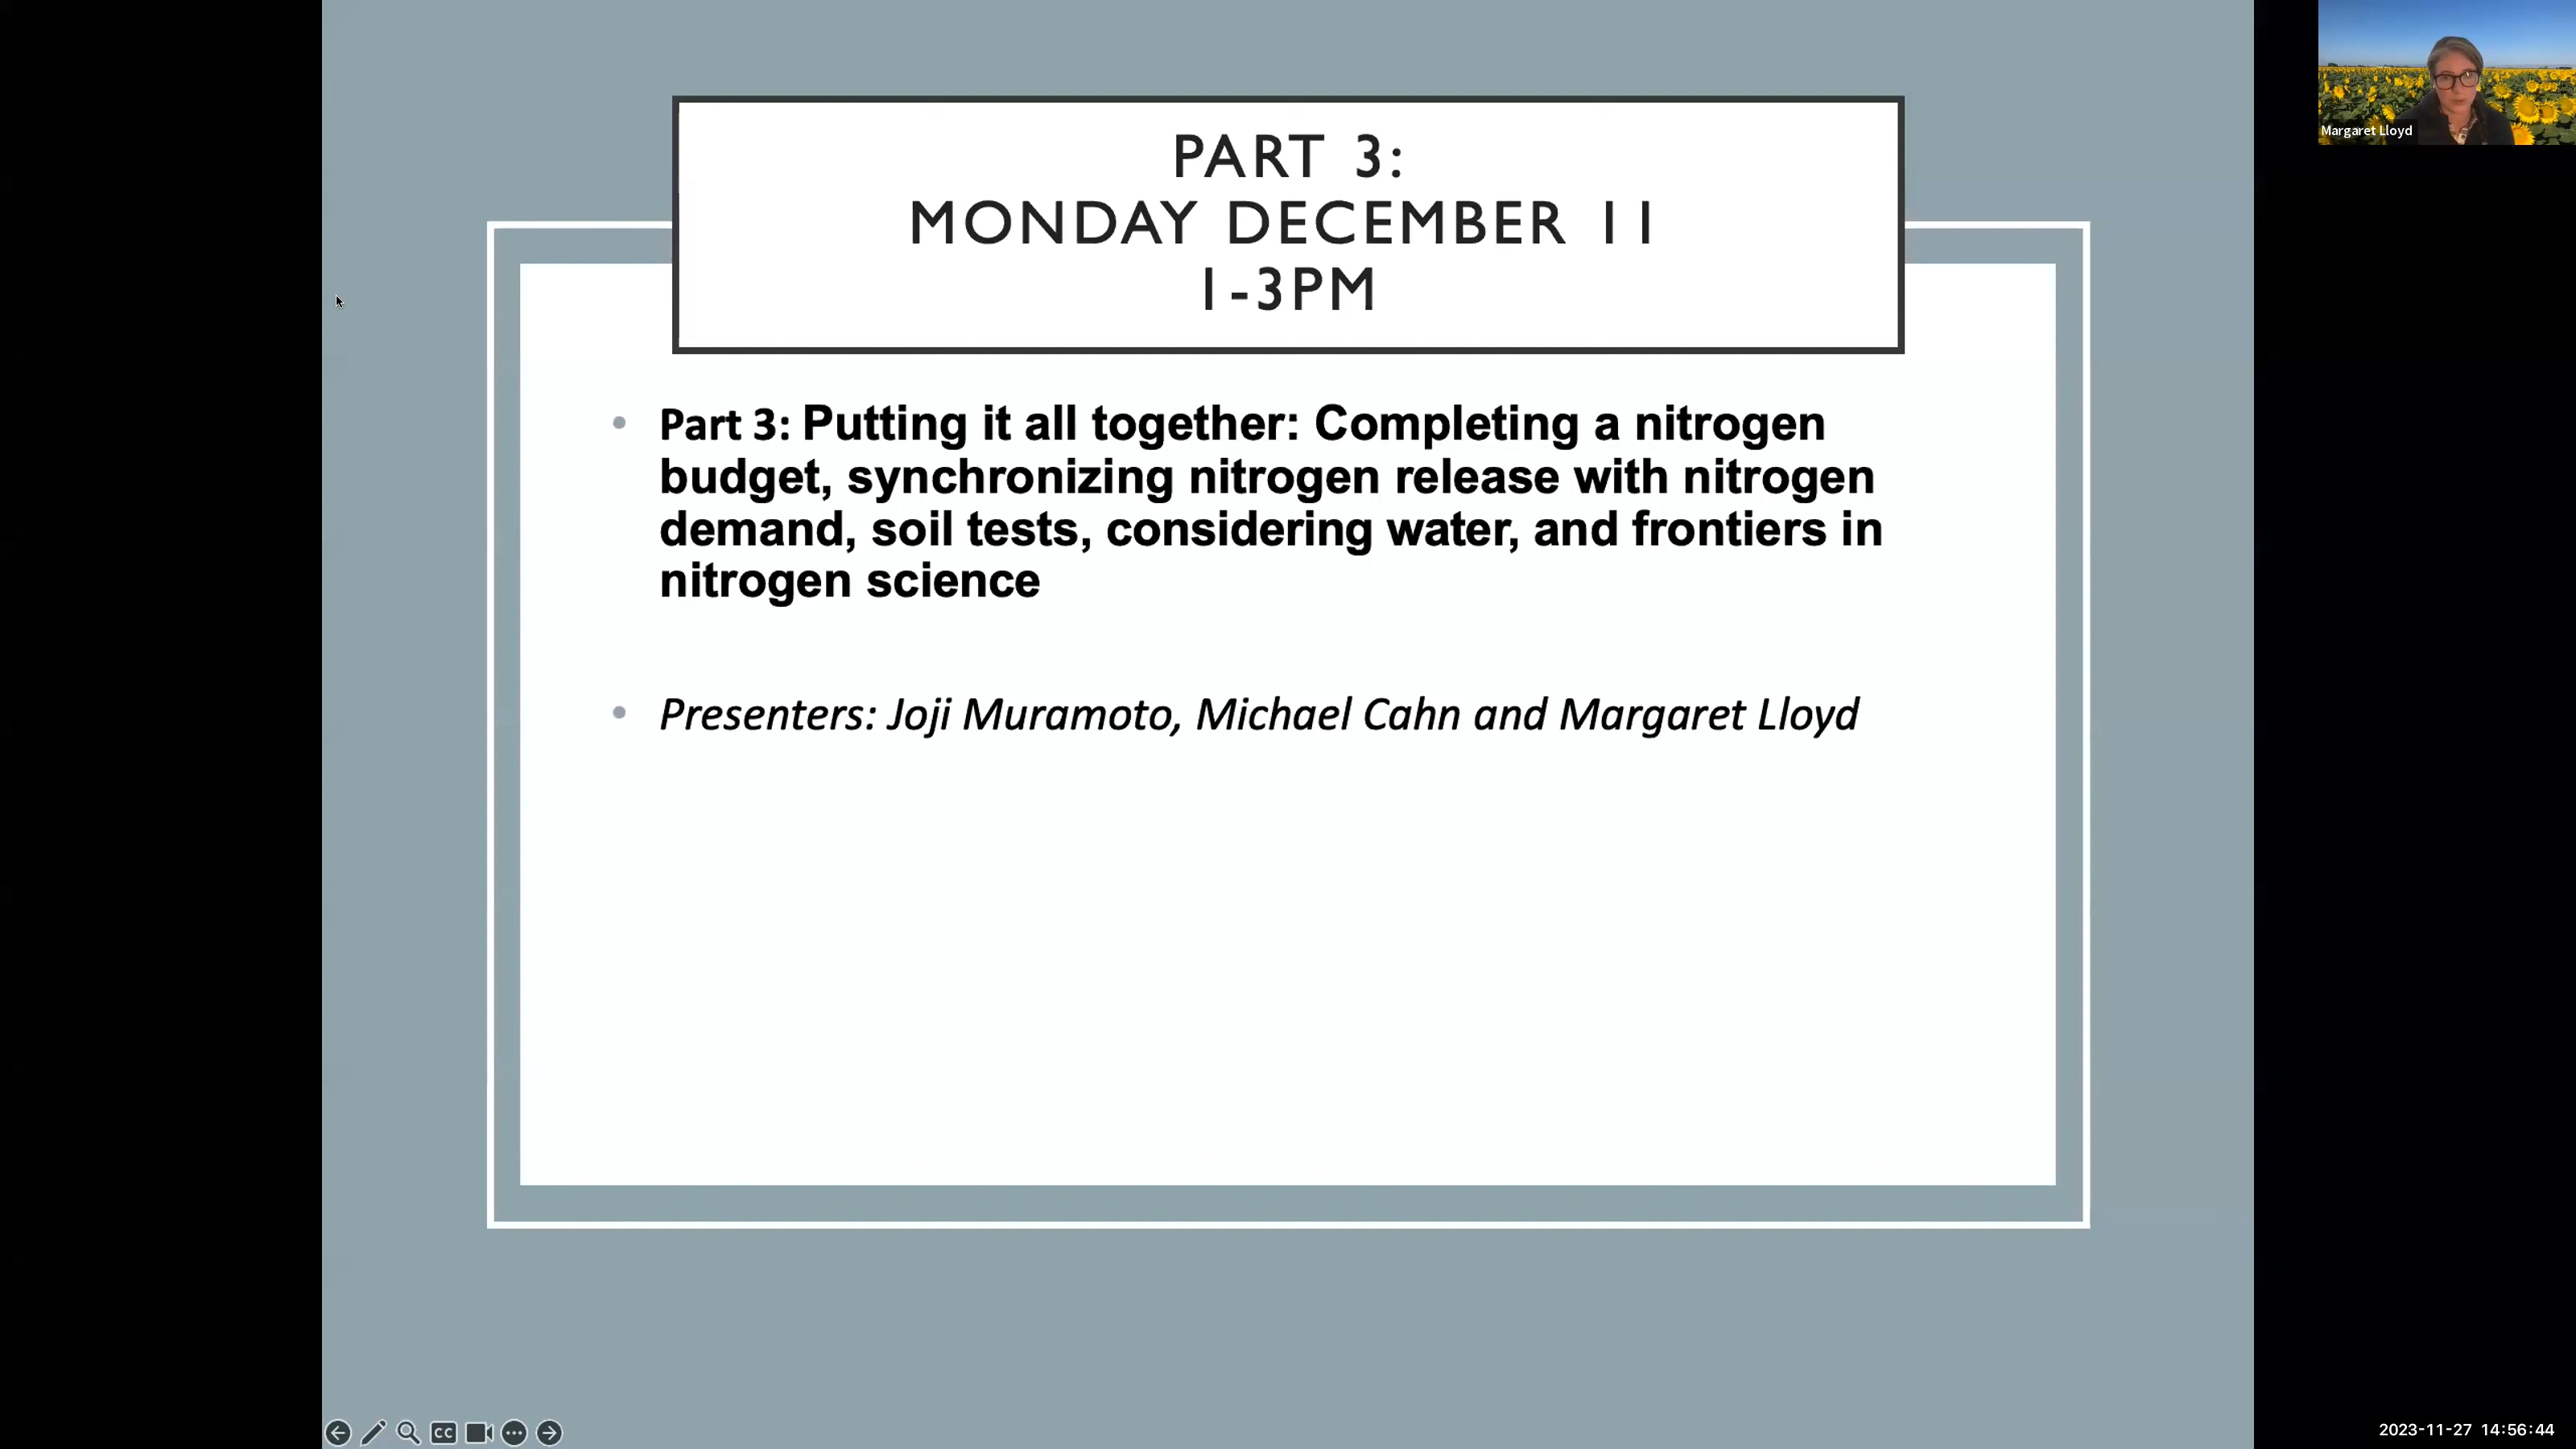 PART 3:
MONDAY DECEMBER 11
1-3PM
• Part 3: Putting it all together: Completing a nitrogen
budget, synchronizing nitrogen release with nitrogen
demand, soil tests, considering water, and frontiers in
nitrogen science
• Presenters: Joji Muramoto, Michael Cahn and Margaret Lloyd
Margaret Lloyd
CC
2023-11-27 14:56:44